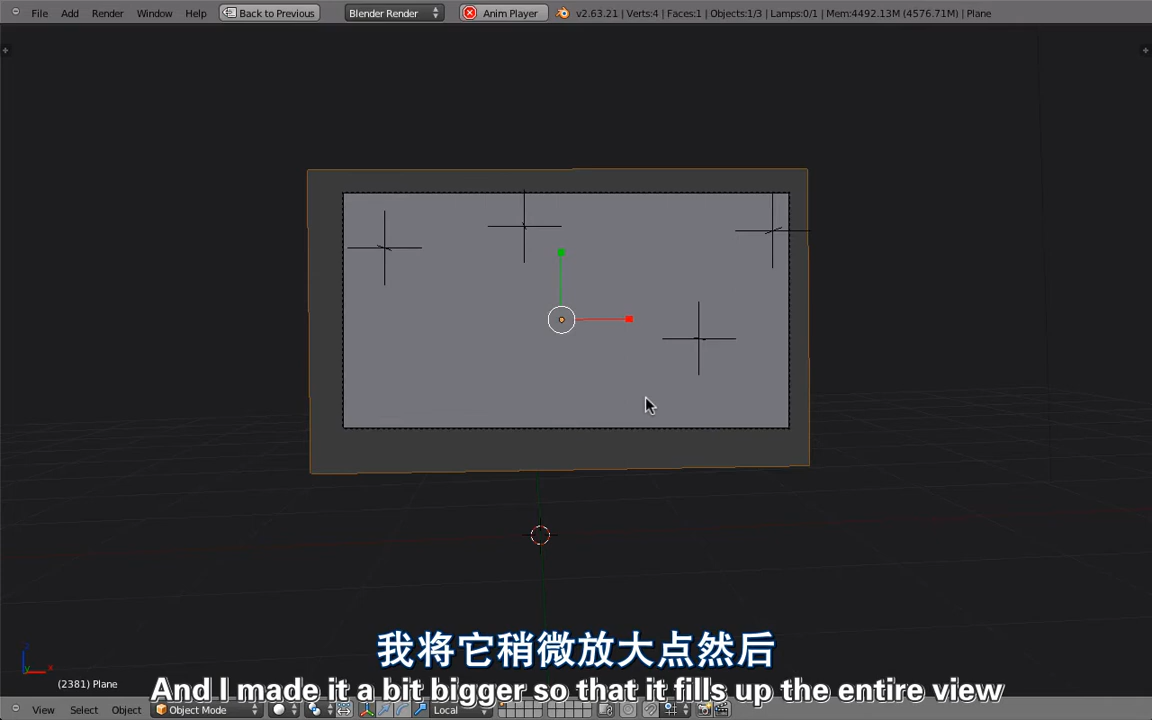 File Add Render Window Help Back to Previous Blender Render Anim Player v2.63.21 | Verts:4 | Faces:1 | Objects:1/3 | Lamps:0/1 | Mem:4492.13M (4576.71M) | Plane
(2381) Plane
我将它稍微放大点然后
And I made it a bit bigger so that it fills up the entire view
View Select Object Object Mode Local